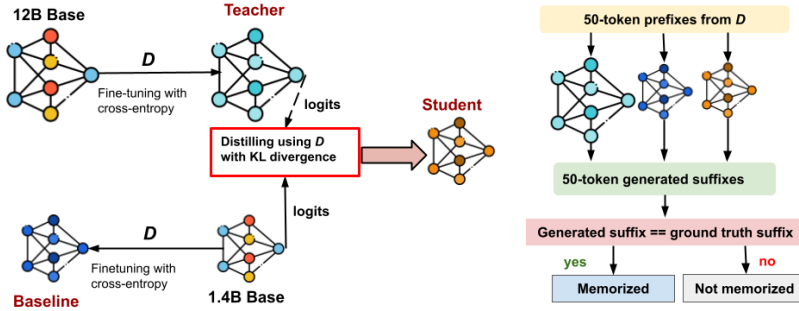 12B Base
Teacher
D
Fine-tuning with
cross-entropy
logits
Distilling using D
with KL divergence
Student
logits
D
Finetuning with
cross-entropy
Baseline
1.4B Base
50-token prefixes from D
50-token generated suffixes
Generated suffix == ground truth suffix
yes
no
Memorized
Not memorized